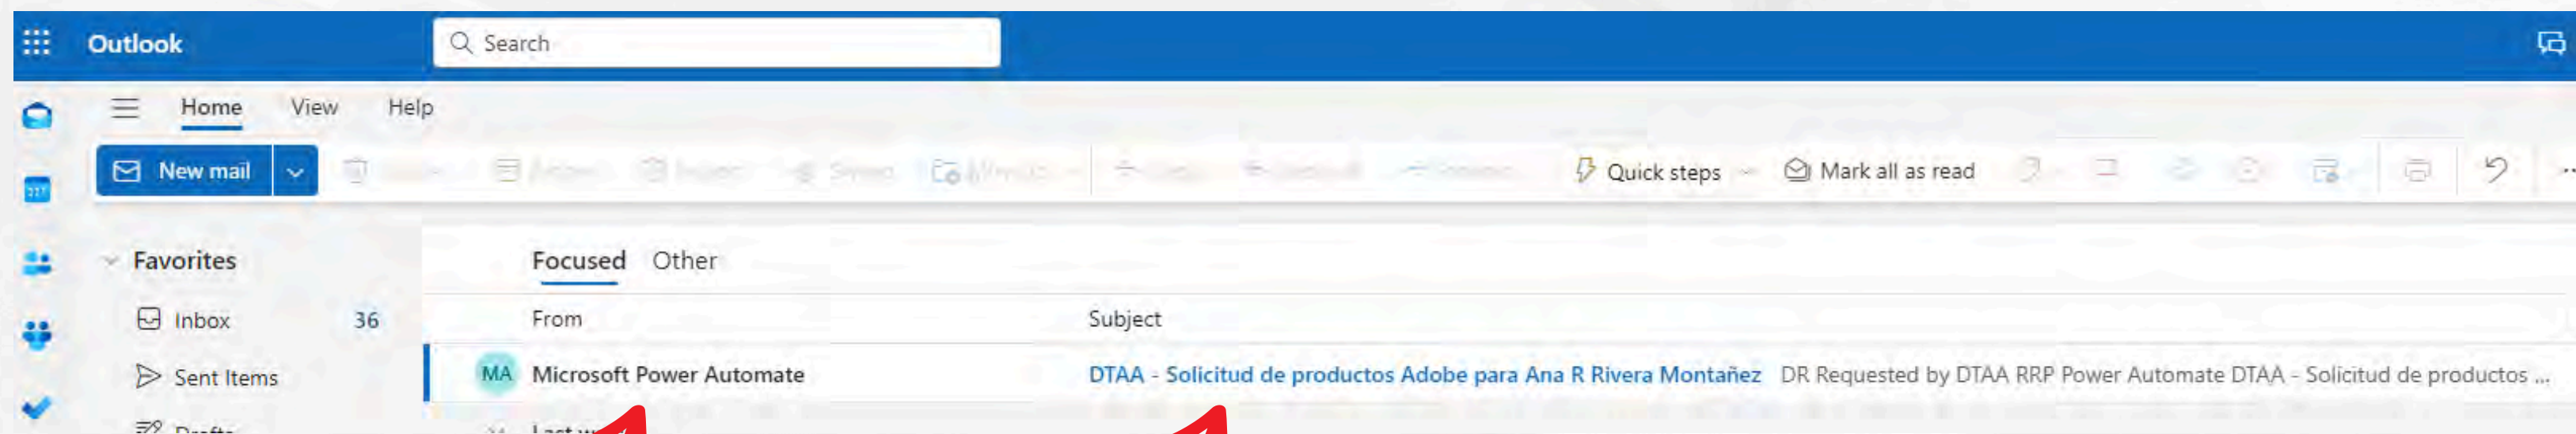 Outlook
Search
Home View Help
New mail Quick steps Mark all as read
Favorites
Focused Other
Inbox 36
From Subject
Sent Items
MA Microsoft Power Automate DTAA - Solicitud de productos Adobe para Ana R Rivera Montañez DR Requested by DTAA RRP Power Automate DTAA - Solicitud de productos ...
Drafts
Last